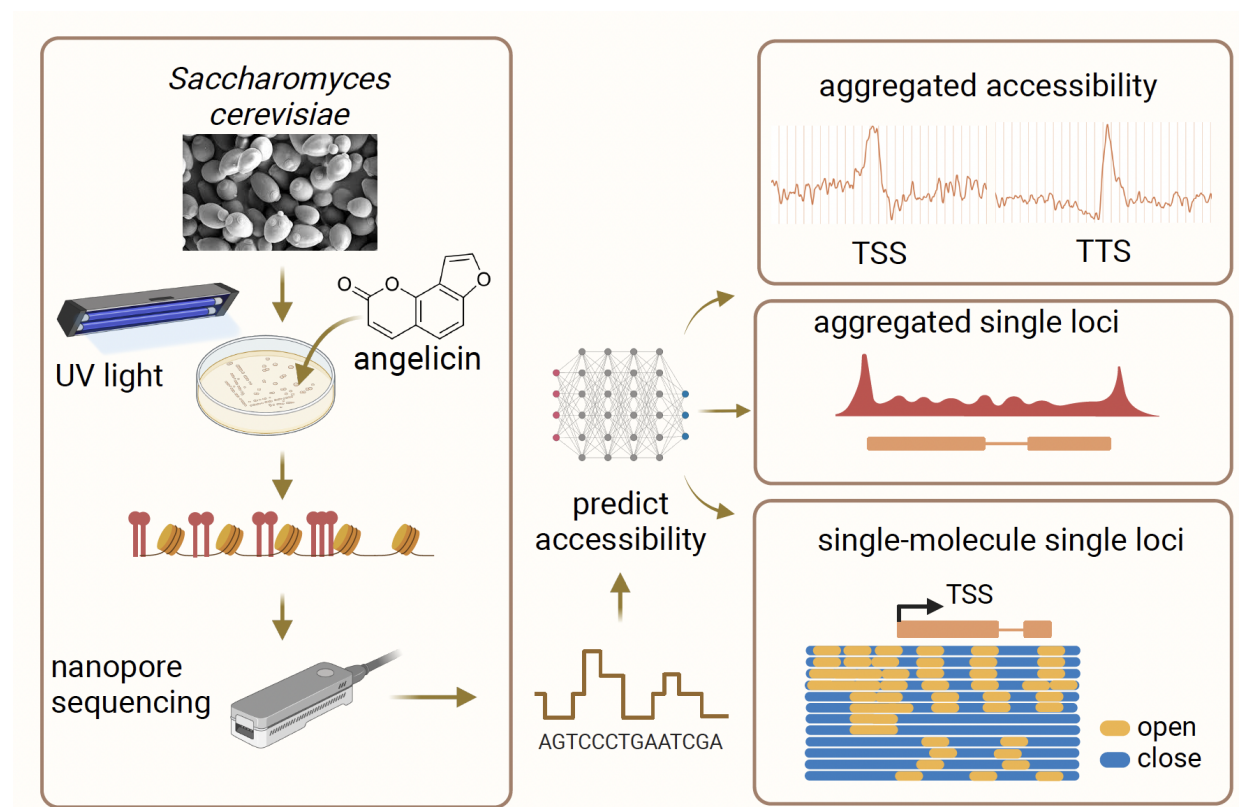 Saccharomyces
cerevisiae
UV light
O
O
O
angelicin
nanopore
sequencing
AGTCCCTGAATCGA
predict
accessibility
aggregated accessibility
TSS
TTS
aggregated single loci
single-molecule single loci
TSS
open
close